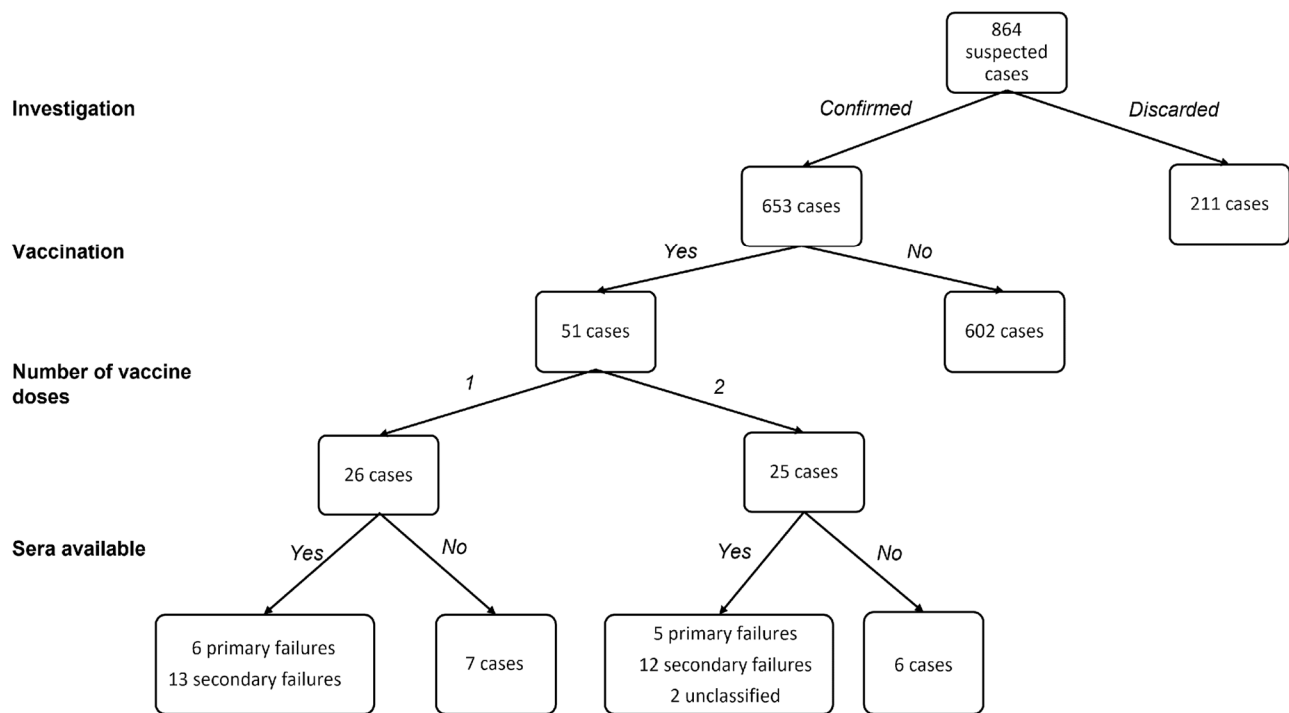 864
suspected
cases
Investigation
Confirmed
Discarded
653 cases
211 cases
Vaccination
Yes
No
51 cases
602 cases
Number of vaccine
doses
1
2
26 cases
25 cases
Sera available
Yes
No
Yes
No
6 primary failures
13 secondary failures
7 cases
5 primary failures
12 secondary failures
2 unclassified
6 cases